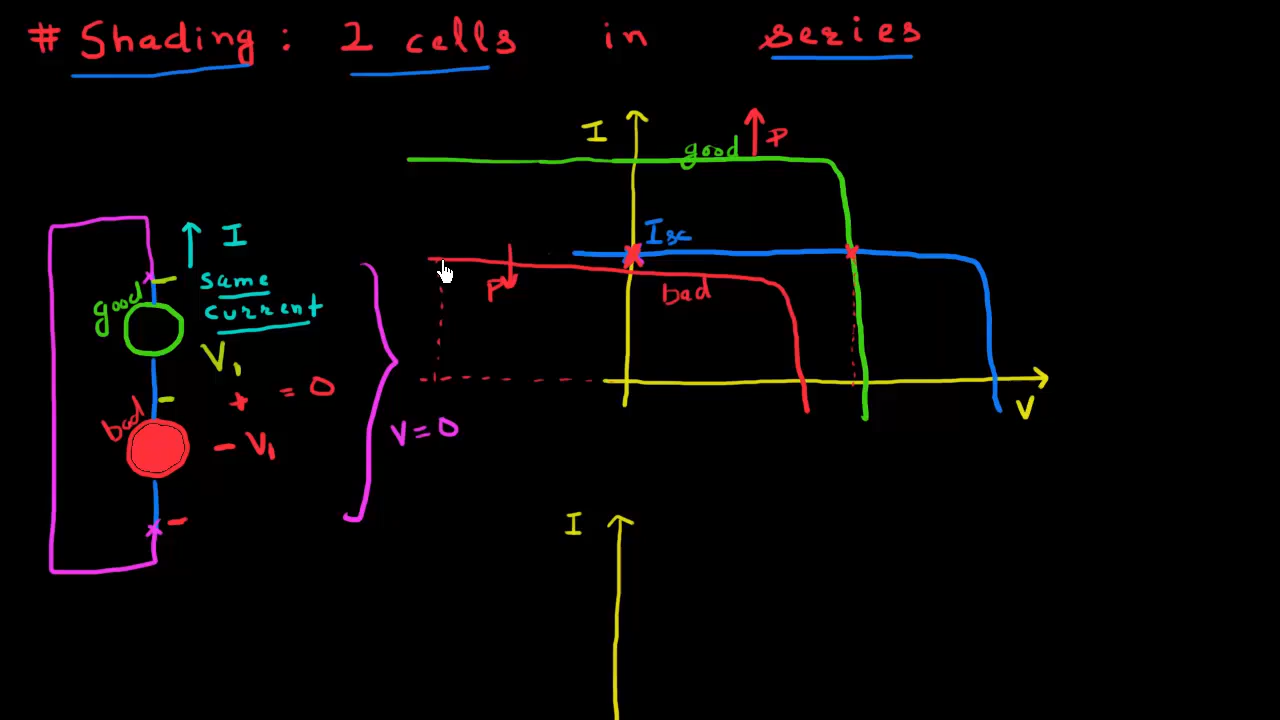 # Shading: 2 cells in series
I
good
P
I
Isc
same
current
good
P
bad
V₁
+ = 0
bad
- V₁
V = 0
V
I